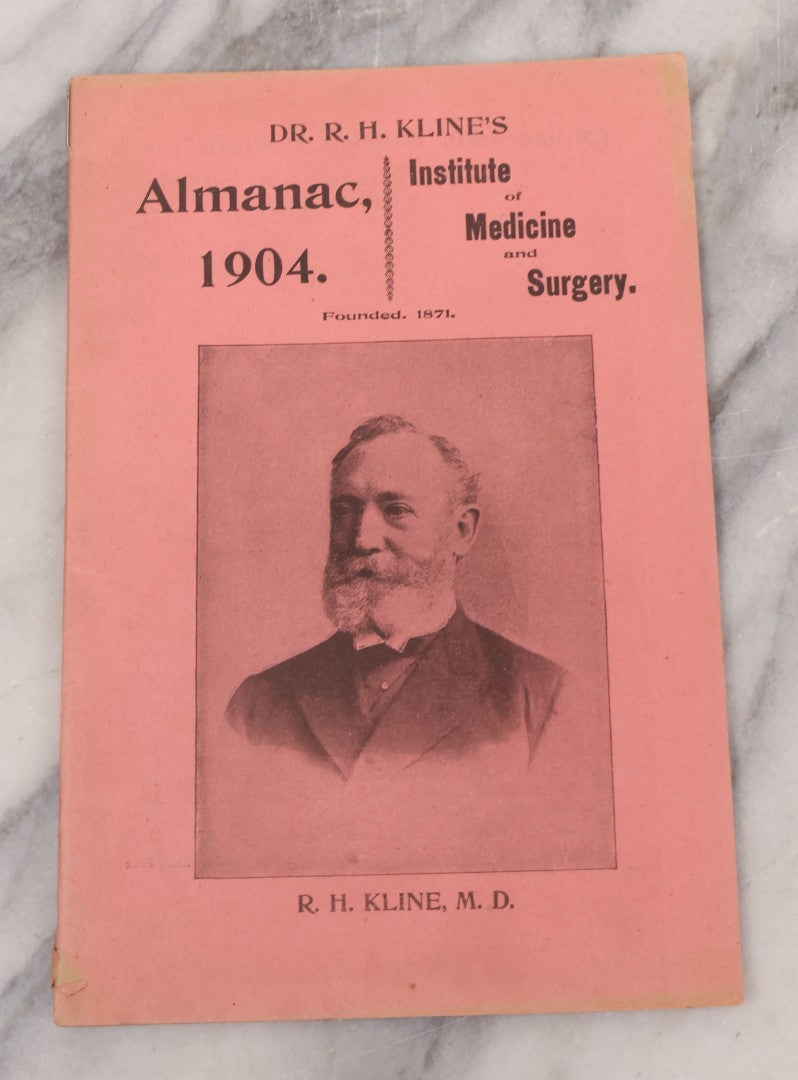 DR. R. H. KLINE'S
Almanac,
1904.
Institute
of
Medicine
and
Surgery.
Founded. 1871.
R. H. KLINE, M. D.